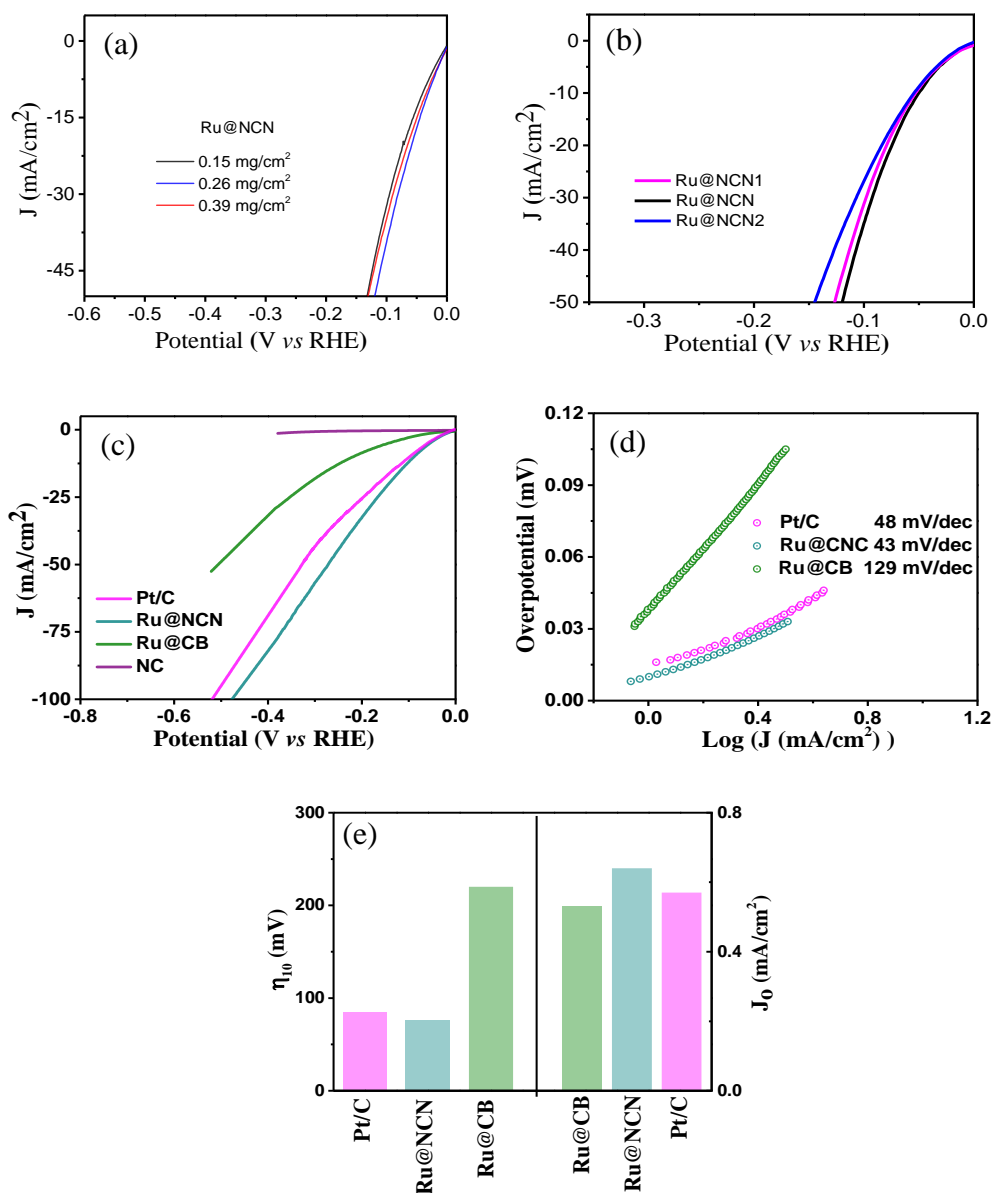 (a)
0
-15
-30
-45
J (mA/cm²)
Ru@NCN
0.15 mg/cm²
0.26 mg/cm²
0.39 mg/cm²
-0.6 -0.5 -0.4 -0.3 -0.2 -0.1 0.0
Potential (V vs RHE)
(b)
0
-10
-20
-30
-40
-50
J (mA/cm²)
Ru@NCN1
Ru@NCN
Ru@NCN2
-0.3 -0.2 -0.1 0.0
Potential (V vs RHE)
(c)
0
-25
-50
-75
-100
J (mA/cm²)
Pt/C
Ru@NCN
Ru@CB
NC
-0.8 -0.6 -0.4 -0.2 0.0
Potential (V vs RHE)
(d)
0.12
0.09
0.06
0.03
0.00
Overpotential (mV)
Pt/C 48 mV/dec
Ru@CNC 43 mV/dec
Ru@CB 129 mV/dec
0.0 0.4 0.8 1.2
Log (J (mA/cm²) )
(e)
300
200
100
0
η₁₀ (mV)
0.8
0.4
0.0
J₀ (mA/cm²)
Pt/C
Ru@NCN
Ru@CB
Ru@CB
Ru@NCN
Pt/C